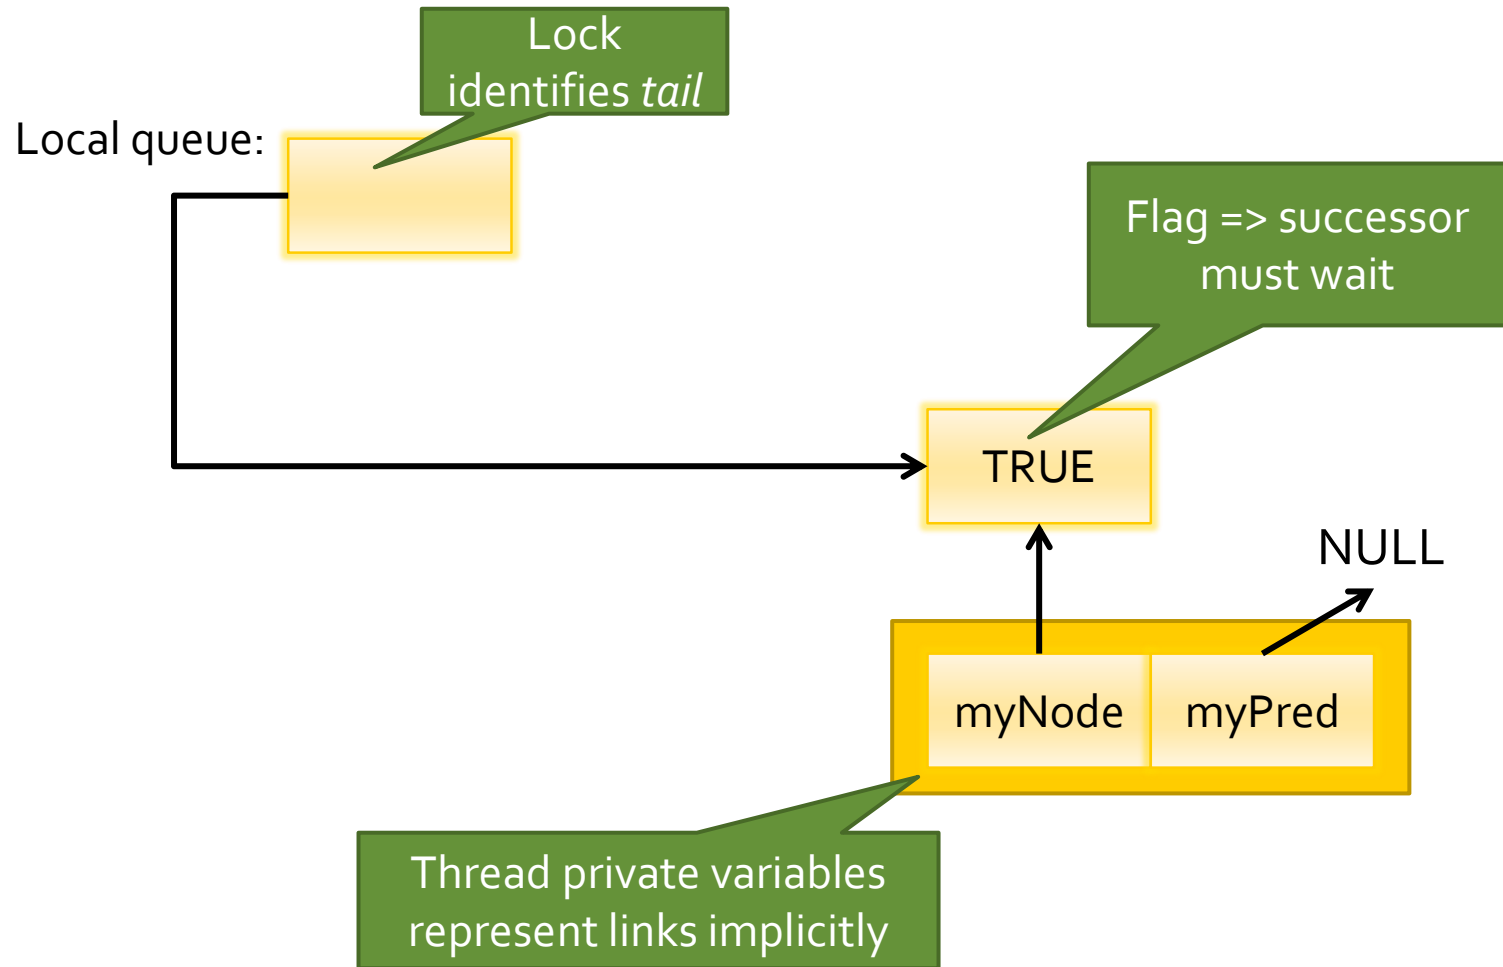 Lock
identifies tail
Local queue:
Flag => successor
must wait
TRUE
NULL
myNode
myPred
Thread private variables
represent links implicitly